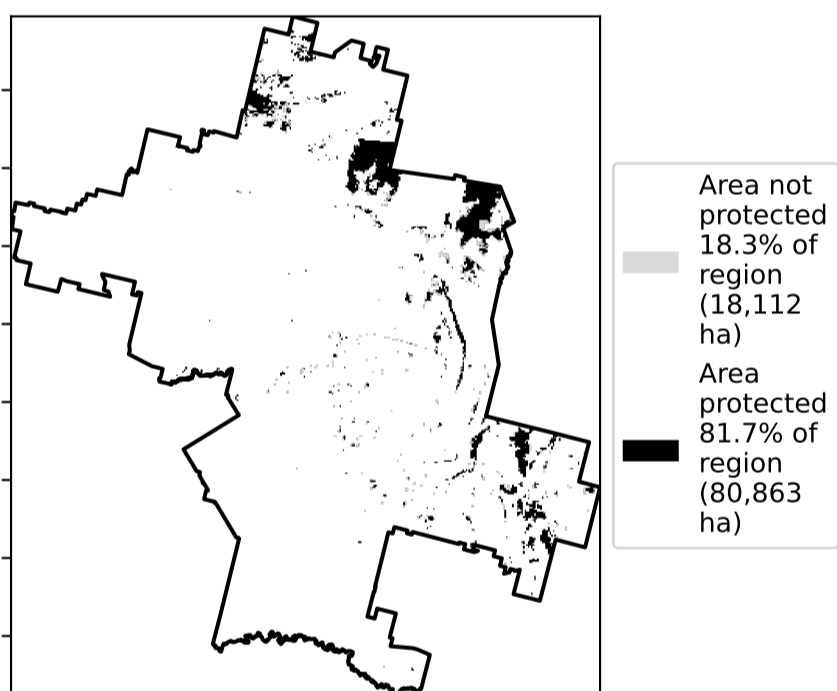 Area not
protected
18.3% of
region
(18,112
ha)
Area
protected
81.7% of
region
(80,863
ha)